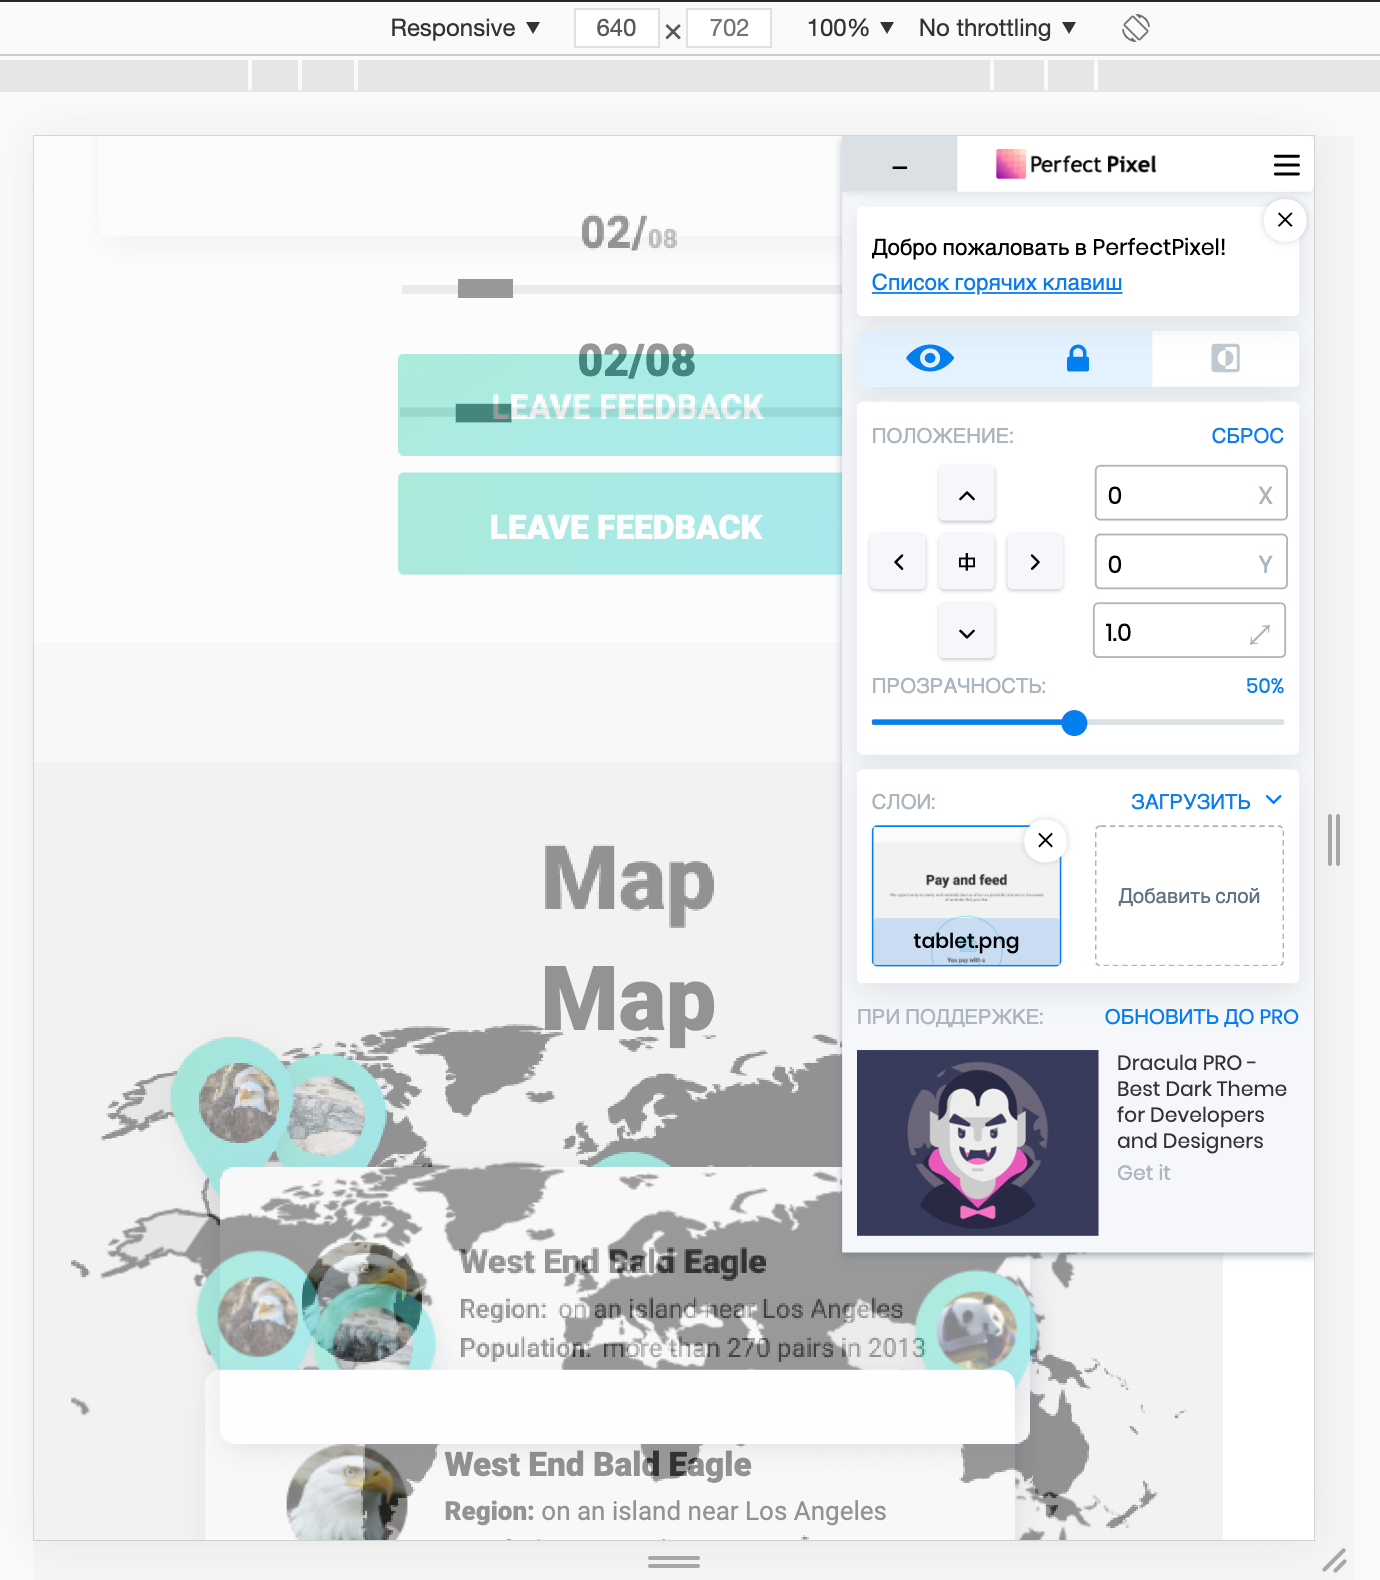 Responsive ▼ 640 × 702 100% ▼ No throttling ▼
02/08
02/08
LEAVE FEEDBACK
LEAVE FEEDBACK
Map
Map
West End Bald Eagle
Region: on an island near Los Angeles
Population: more than 270 pairs in 2013
West End Bald Eagle
Region: on an island near Los Angeles
Perfect Pixel
Добро пожаловать в PerfectPixel!
Список горячих клавиш
ПОЛОЖЕНИЕ: СБРОС
0 X
0 Y
1.0
ПРОЗРАЧНОСТЬ: 50%
СЛОИ: ЗАГРУЗИТЬ
Pay and feed
tablet.png
You pay with a
Добавить слой
ПРИ ПОДДЕРЖКЕ: ОБНОВИТЬ ДО PRO
Dracula PRO -
Best Dark Theme
for Developers
and Designers
Get it